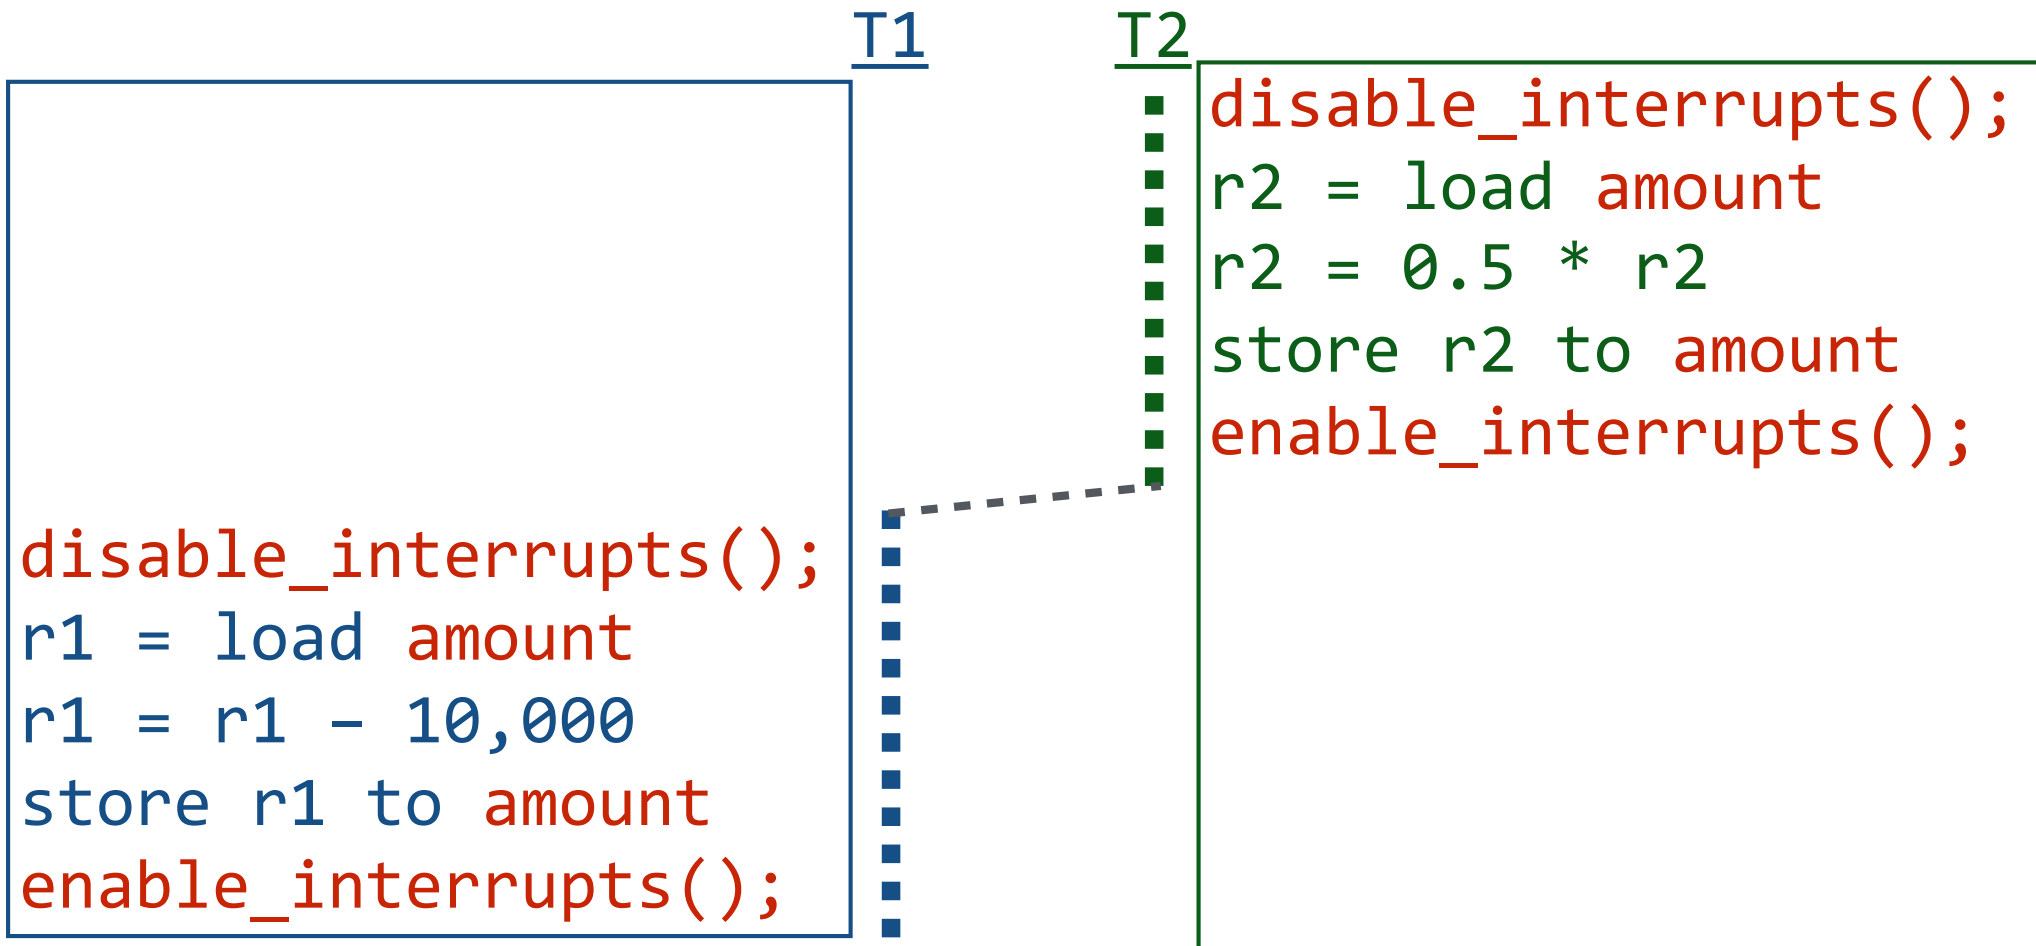 T1
T2
disable_interrupts();
r2 = load amount
r2 = 0.5 * r2
store r2 to amount
enable_interrupts();
disable_interrupts();
r1 = load amount
r1 = r1 – 10,000
store r1 to amount
enable_interrupts();